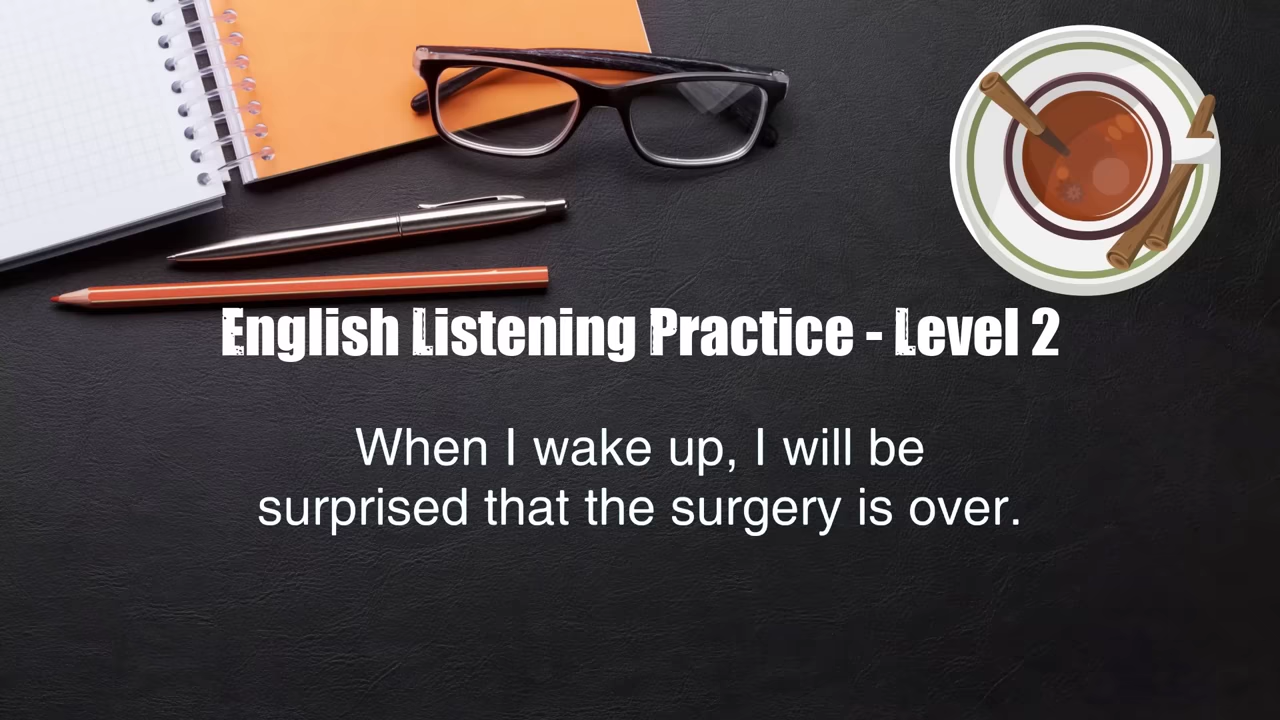 English Listening Practice - Level 2
When I wake up, I will be
surprised that the surgery is over.